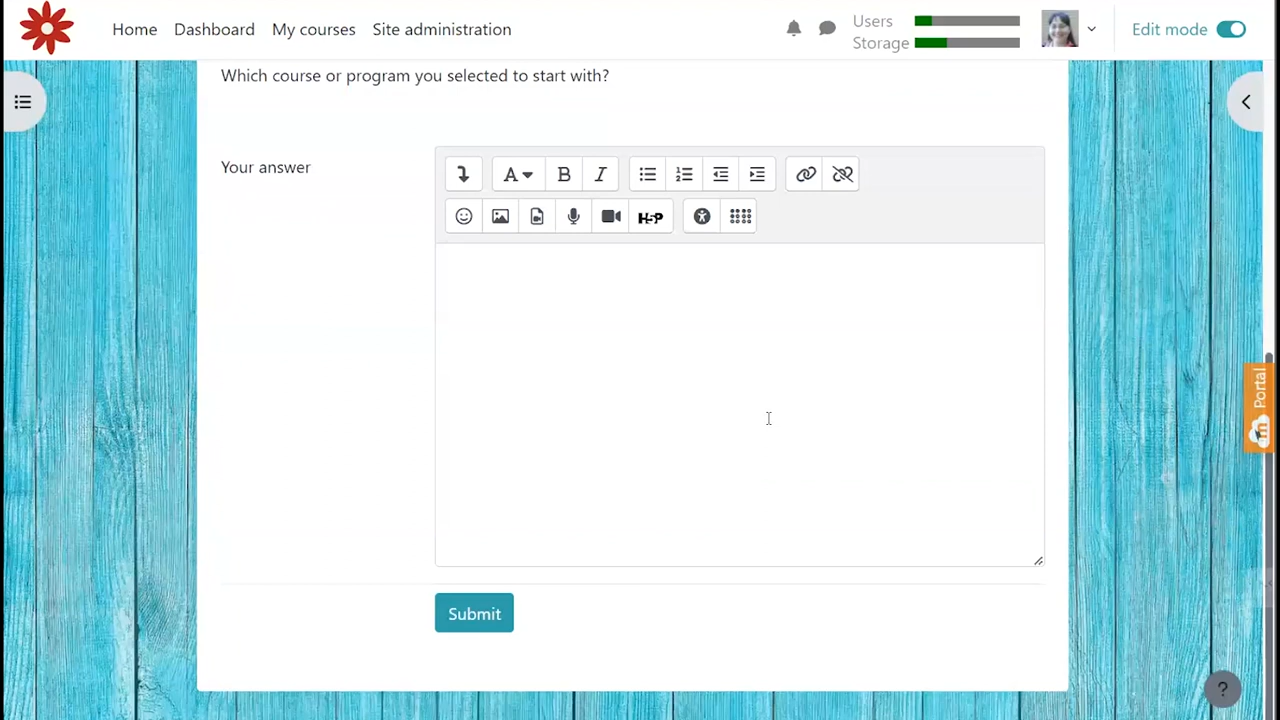 Home Dashboard My courses Site administration Users Edit mode
Storage
Which course or program you selected to start with?
Your answer
A B I
H5P
Portal
m
Submit
?